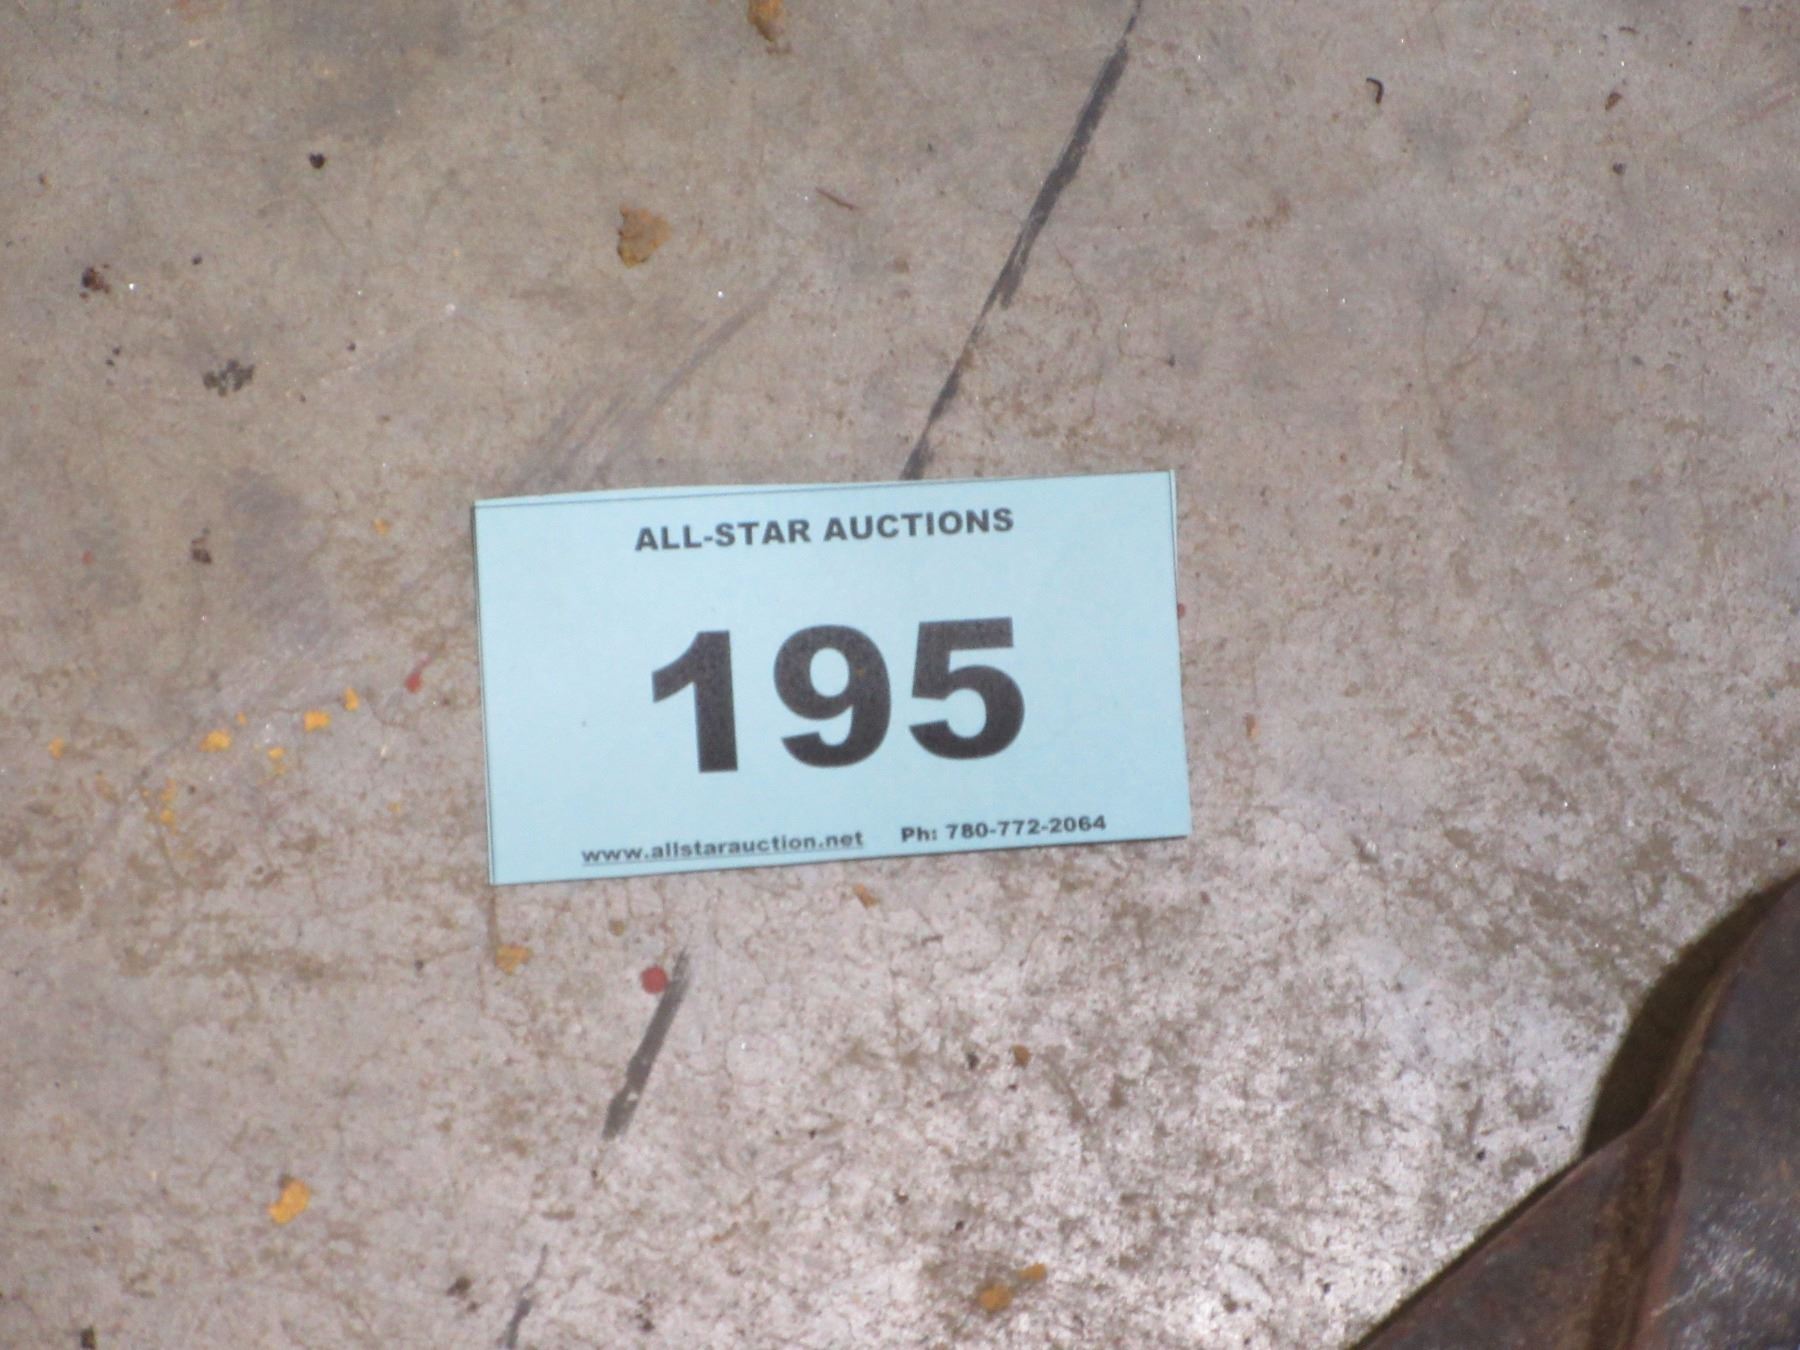 ALL-STAR AUCTIONS
195
www.allstarauction.net Ph: 780-772-2064